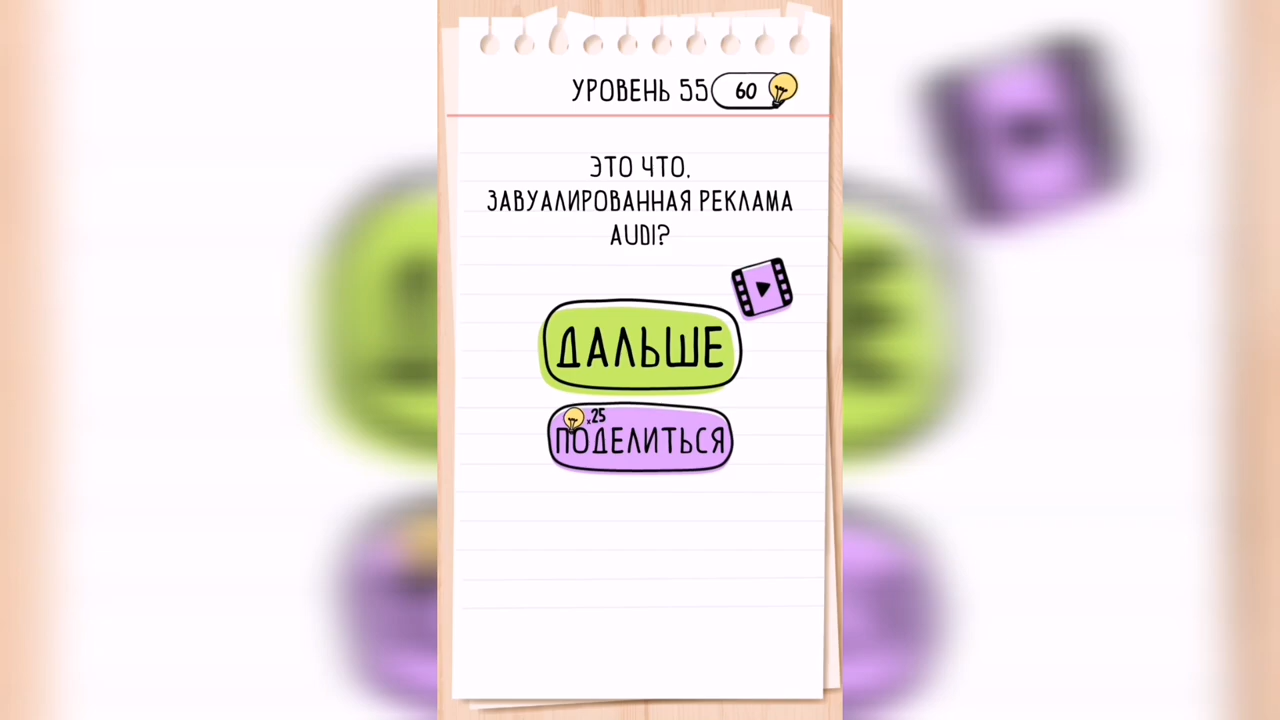 УРОВЕНЬ 55 60
ЭТО ЧТО,
ЗАВУАЛИРОВАННАЯ РЕКЛАМА
AUDI?
ДАЛЬШЕ
x25
ПОДЕЛИТЬСЯ